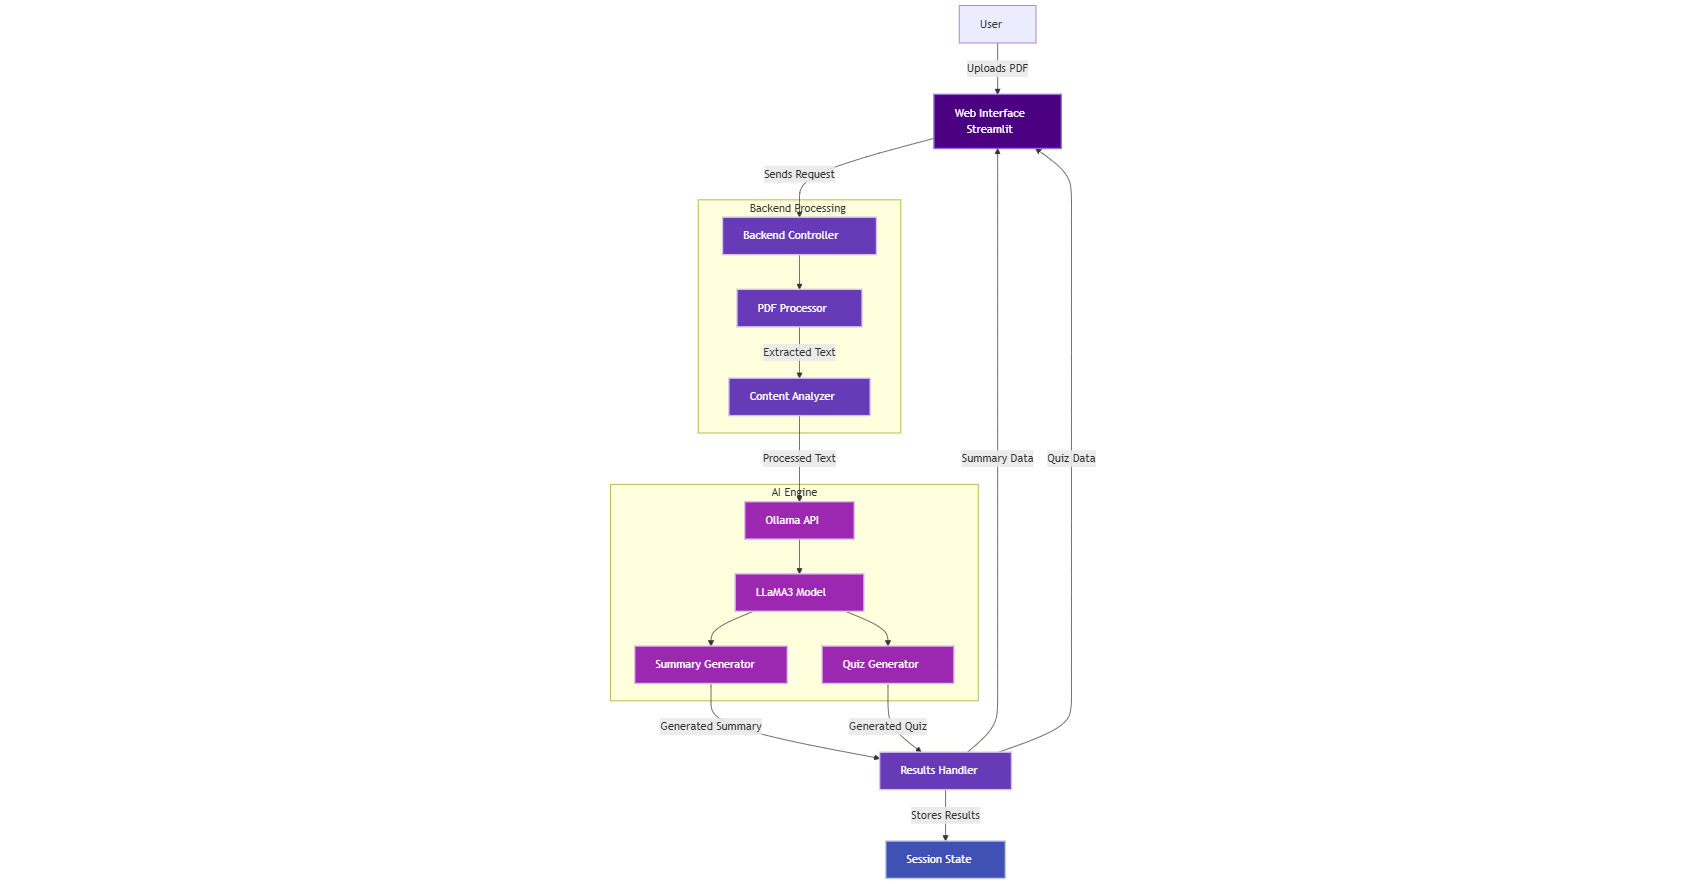 User
Uploads PDF
Web Interface
Streamlit
Sends Request
Backend Processing
Backend Controller
PDF Processor
Extracted Text
Content Analyzer
Processed Text
Summary Data
Quiz Data
AI Engine
Ollama API
LLaMA3 Model
Summary Generator
Quiz Generator
Generated Summary
Generated Quiz
Results Handler
Stores Results
Session State